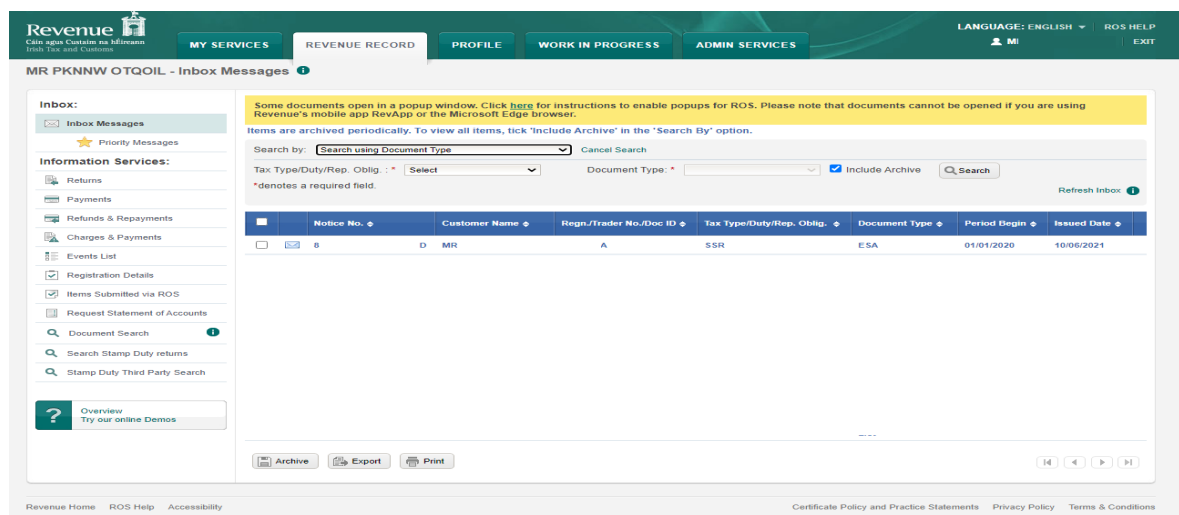 Revenue
Cáin agus Custaim na hÉireann
Irish Tax and Customs
MY SERVICES
REVENUE RECORD
PROFILE
WORK IN PROGRESS
ADMIN SERVICES
LANGUAGE: ENGLISH
ROS HELP
MI
EXIT
MR PKNNW OTQOIL - Inbox Messages
Inbox:
Inbox Messages
Priority Messages
Information Services:
Returns
Payments
Refunds & Repayments
Charges & Payments
Events List
Registration Details
Items Submitted via ROS
Request Statement of Accounts
Document Search
Search Stamp Duty returns
Stamp Duty Third Party Search
?
Overview
Try our online Demos
Some documents open in a popup window. Click here for instructions to enable popups for ROS. Please note that documents cannot be opened if you are using
Revenue's mobile app RevApp or the Microsoft Edge browser.
Items are archived periodically. To view all items, tick 'Include Archive' in the 'Search By' option.
Search by: Search using Document Type Cancel Search
Tax Type/Duty/Rep. Oblig. : * Select Document Type: * Include Archive Search
*denotes a required field.
Refresh Inbox
Notice No. Customer Name Regn./Trader No./Doc ID Tax Type/Duty/Rep. Oblig. Document Type Period Begin Issued Date
8 D MR A SSR ESA 01/01/2020 10/06/2021
Archive Export Print
Revenue Home ROS Help Accessibility
Certificate Policy and Practice Statements Privacy Policy Terms & Conditions